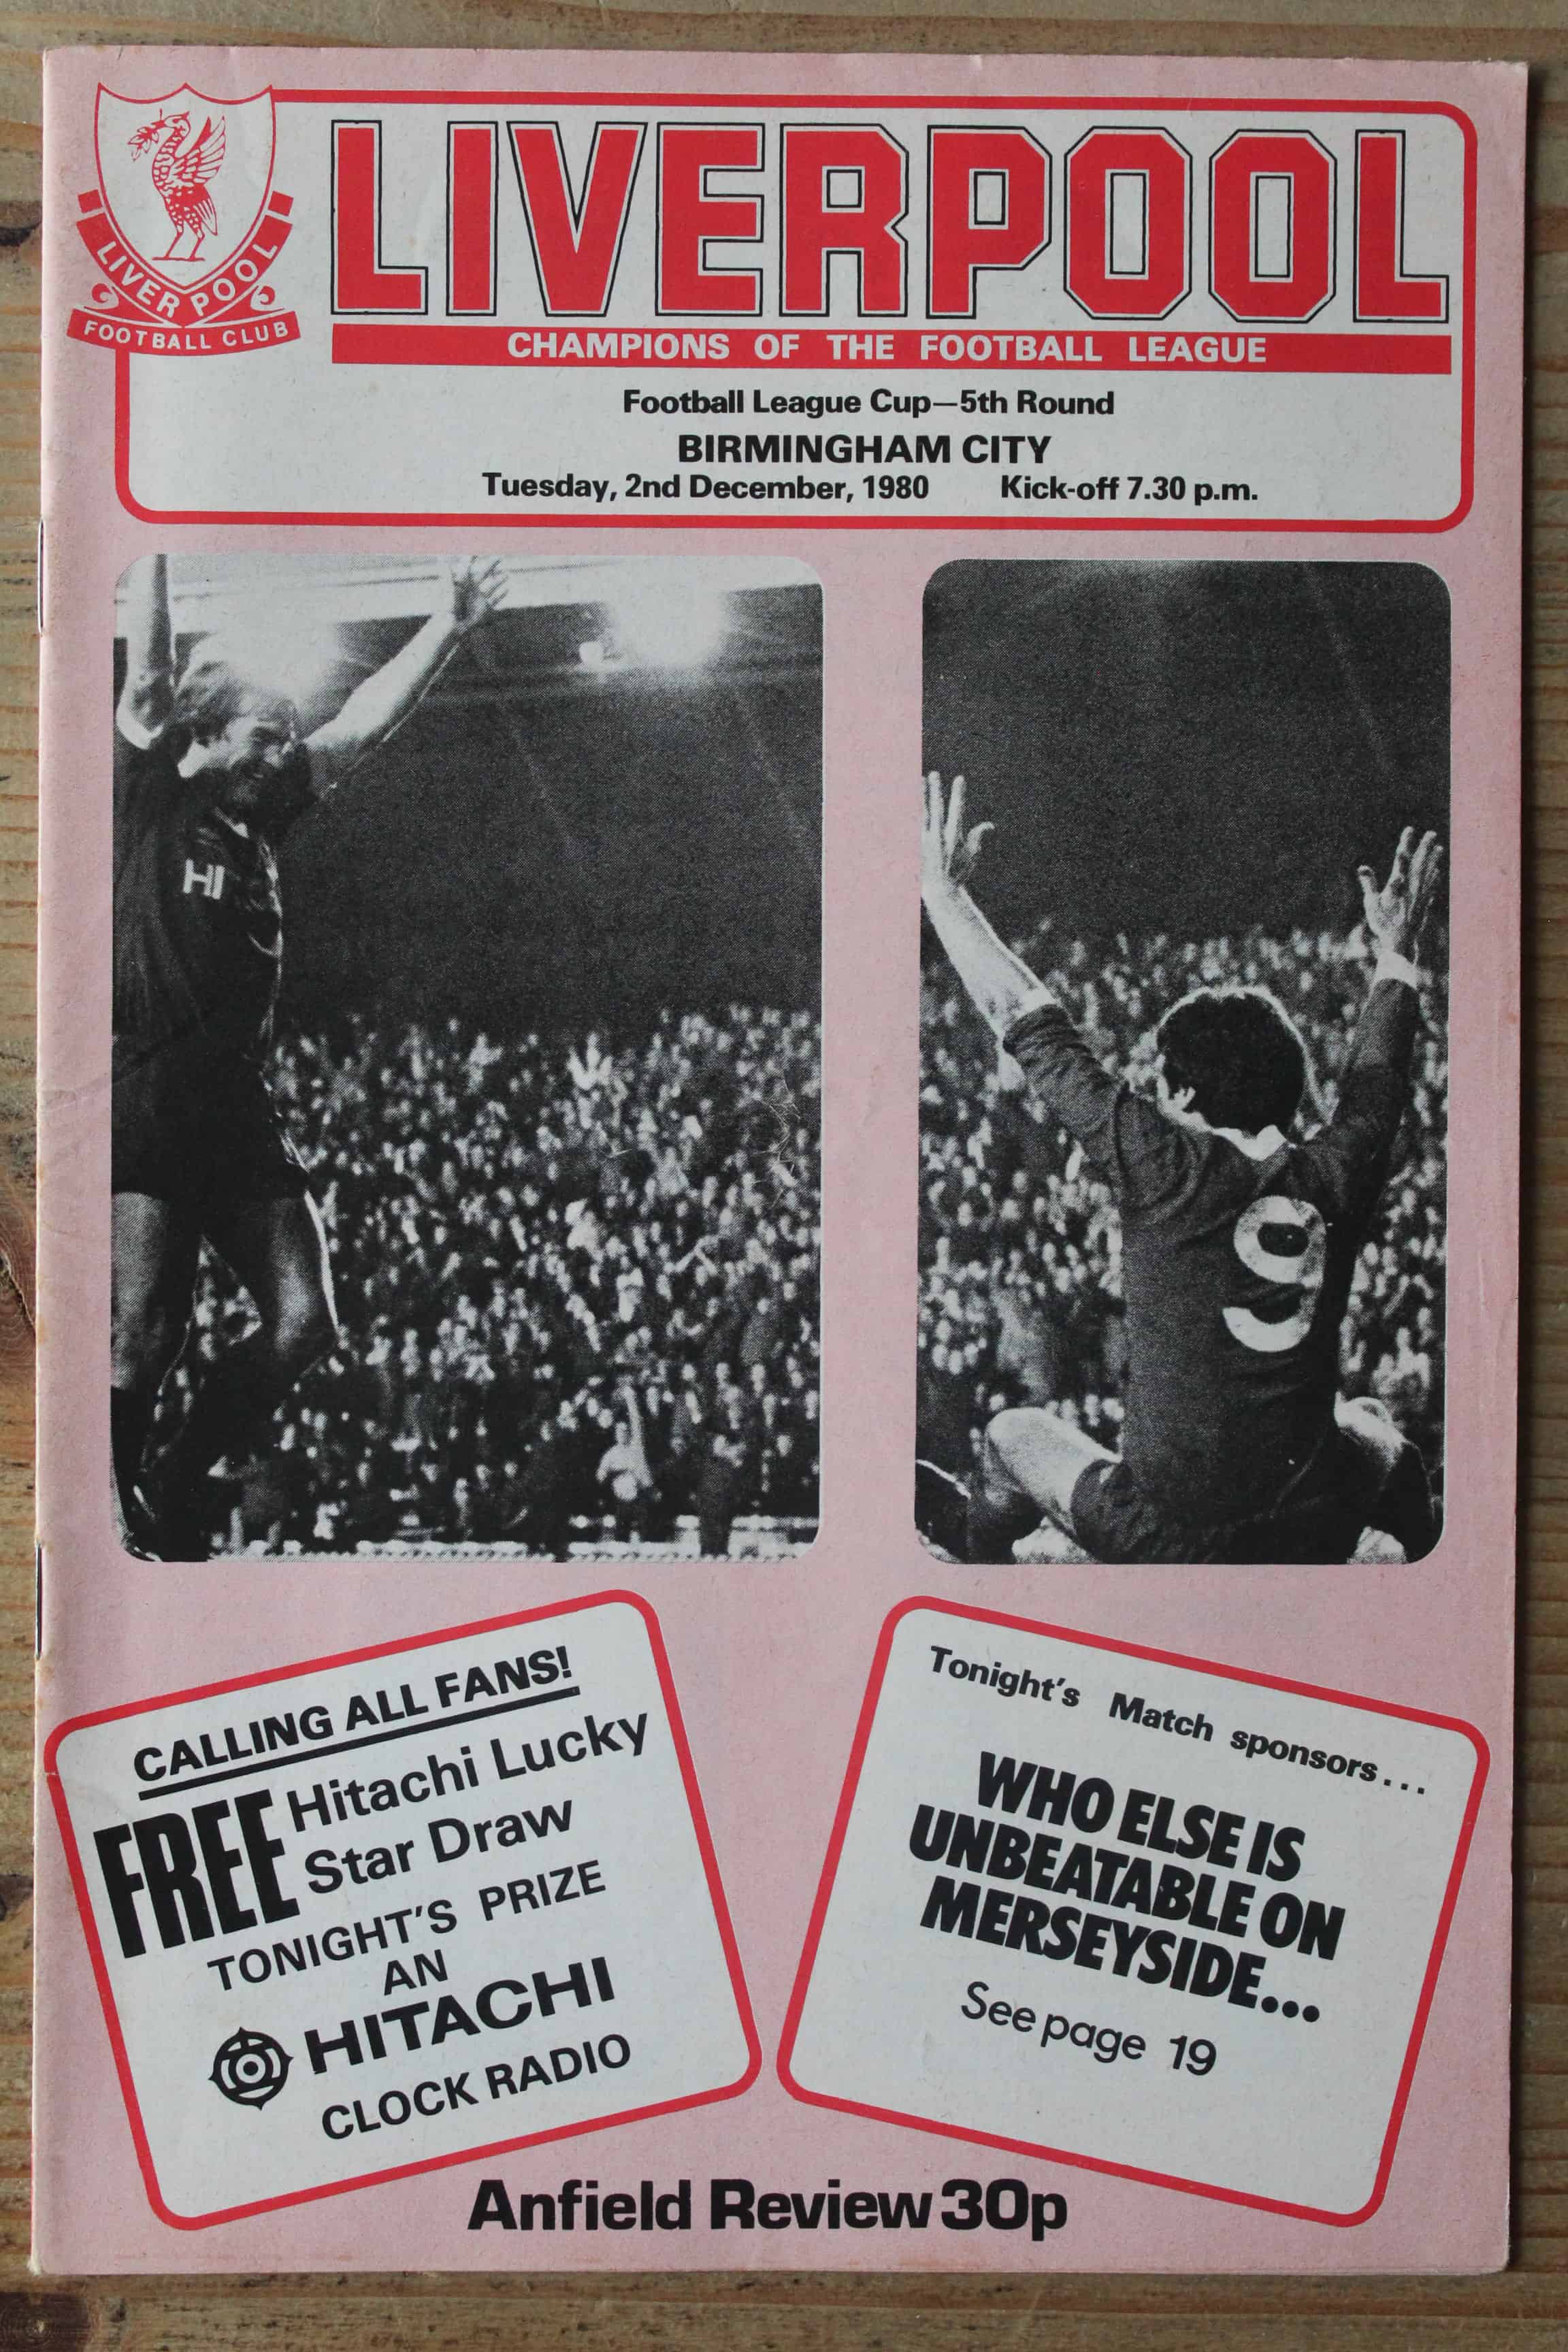 LIVERPOOL
FOOTBALL CLUB
LIVERPOOL
CHAMPIONS OF THE FOOTBALL LEAGUE
Football League Cup—5th Round
BIRMINGHAM CITY
Tuesday, 2nd December, 1980 Kick-off 7.30 p.m.
HI
9
CALLING ALL FANS!
FREE Hitachi Lucky
Star Draw
TONIGHT'S PRIZE
AN
HITACHI
CLOCK RADIO
Tonight's Match sponsors...
WHO ELSE IS
UNBEATABLE ON
MERSEYSIDE...
See page 19
Anfield Review 30p